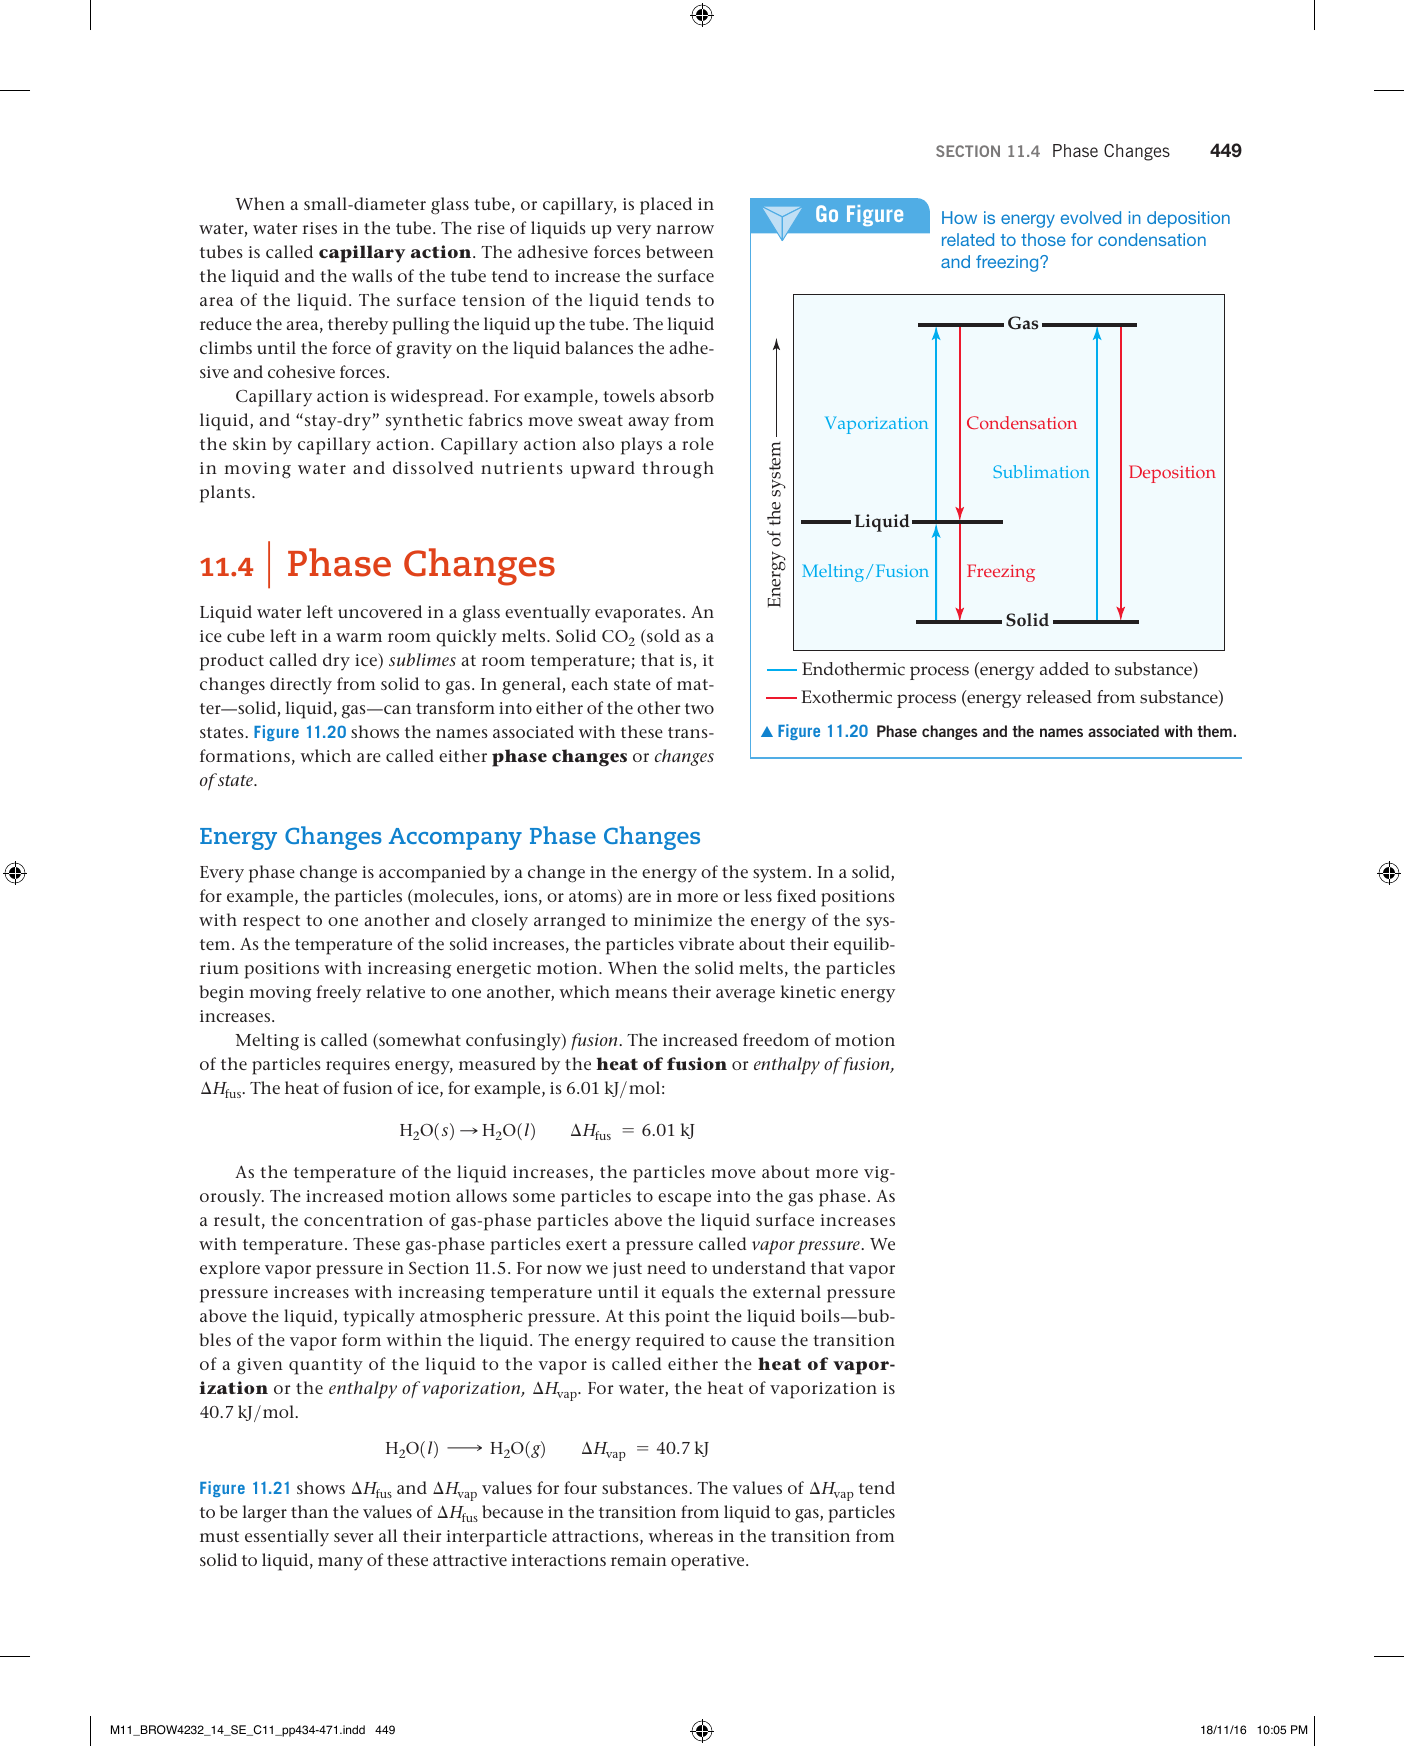 SECTION 11.4 Phase Changes 449
When a small-diameter glass tube, or capillary, is placed in
water, water rises in the tube. The rise of liquids up very narrow
tubes is called capillary action. The adhesive forces between
the liquid and the walls of the tube tend to increase the surface
area of the liquid. The surface tension of the liquid tends to
reduce the area, thereby pulling the liquid up the tube. The liquid
climbs until the force of gravity on the liquid balances the adhe-
sive and cohesive forces.
Capillary action is widespread. For example, towels absorb
liquid, and “stay-dry” synthetic fabrics move sweat away from
the skin by capillary action. Capillary action also plays a role
in moving water and dissolved nutrients upward through
plants.
11.4 | Phase Changes
Liquid water left uncovered in a glass eventually evaporates. An
ice cube left in a warm room quickly melts. Solid CO₂ (sold as a
product called dry ice) sublimes at room temperature; that is, it
changes directly from solid to gas. In general, each state of mat-
ter—solid, liquid, gas—can transform into either of the other two
states. Figure 11.20 shows the names associated with these trans-
formations, which are called either phase changes or changes
of state.
Go Figure
How is energy evolved in deposition
related to those for condensation
and freezing?
Energy of the system
Gas
Vaporization
Condensation
Sublimation
Deposition
Liquid
Melting/Fusion
Freezing
Solid
Endothermic process (energy added to substance)
Exothermic process (energy released from substance)
▲ Figure 11.20 Phase changes and the names associated with them.
Energy Changes Accompany Phase Changes
Every phase change is accompanied by a change in the energy of the system. In a solid,
for example, the particles (molecules, ions, or atoms) are in more or less fixed positions
with respect to one another and closely arranged to minimize the energy of the sys-
tem. As the temperature of the solid increases, the particles vibrate about their equilib-
rium positions with increasing energetic motion. When the solid melts, the particles
begin moving freely relative to one another, which means their average kinetic energy
increases.
Melting is called (somewhat confusingly) fusion. The increased freedom of motion
of the particles requires energy, measured by the heat of fusion or enthalpy of fusion,
ΔHfus. The heat of fusion of ice, for example, is 6.01 kJ/mol:
H₂O(s) → H₂O(l) ΔHfus = 6.01 kJ
As the temperature of the liquid increases, the particles move about more vig-
orously. The increased motion allows some particles to escape into the gas phase. As
a result, the concentration of gas-phase particles above the liquid surface increases
with temperature. These gas-phase particles exert a pressure called vapor pressure. We
explore vapor pressure in Section 11.5. For now we just need to understand that vapor
pressure increases with increasing temperature until it equals the external pressure
above the liquid, typically atmospheric pressure. At this point the liquid boils—bub-
bles of the vapor form within the liquid. The energy required to cause the transition
of a given quantity of the liquid to the vapor is called either the heat of vapor-
ization or the enthalpy of vaporization, ΔHvap. For water, the heat of vaporization is
40.7 kJ/mol.
H₂O(l) ⟶ H₂O(g) ΔHvap = 40.7 kJ
Figure 11.21 shows ΔHfus and ΔHvap values for four substances. The values of ΔHvap tend
to be larger than the values of ΔHfus because in the transition from liquid to gas, particles
must essentially sever all their interparticle attractions, whereas in the transition from
solid to liquid, many of these attractive interactions remain operative.
M11_BROW4232_14_SE_C11_pp434-471.indd 449
18/11/16 10:05 PM